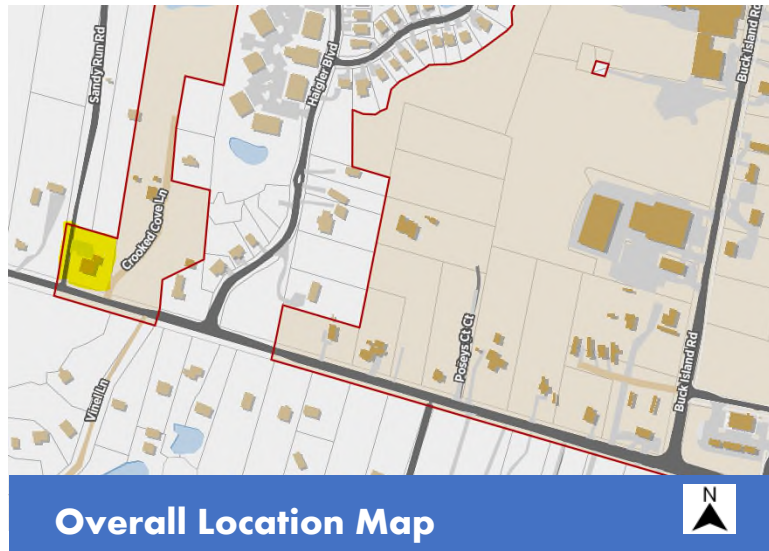 Sandy Run Rd
Haigler Blvd
Buck Island Rd
Crooked Cove Ln
Poseys Ct Ct
Vinel Ln
Buck Island Rd
Overall Location Map
N